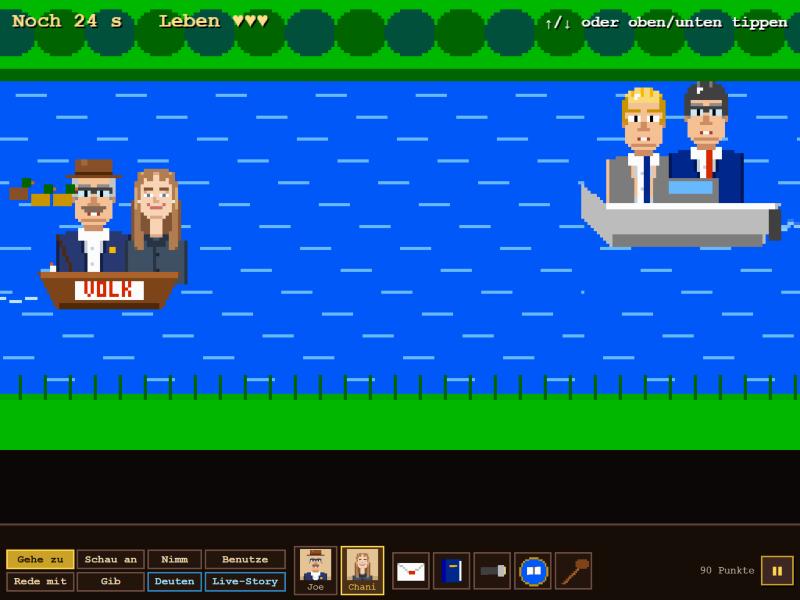 Noch 24 s Leben ♥♥♥ ↑/↓ oder oben/unten tippen
VOLK
Gehe zu Schau an Nimm Benutze
Rede mit Gib Deuten Live-Story
Joe Chani
90 Punkte